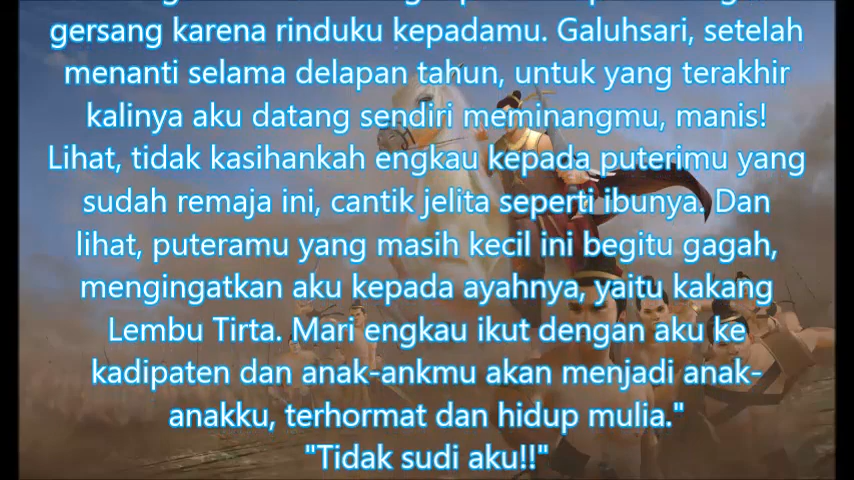 gersang karena rinduku kepadamu. Galuhsari, setelah
menanti selama delapan tahun, untuk yang terakhir
kalinya aku datang sendiri meminangmu, manis!
Lihat, tidak kasihankah engkau kepada puterimu yang
sudah remaja ini, cantik jelita seperti ibunya. Dan
lihat, puteramu yang masih kecil ini begitu gagah,
mengingatkan aku kepada ayahnya, yaitu kakang
Lembu Tirta. Mari engkau ikut dengan aku ke
kadipaten dan anak-ankmu akan menjadi anak-
anakku, terhormat dan hidup mulia."
"Tidak sudi aku!!"